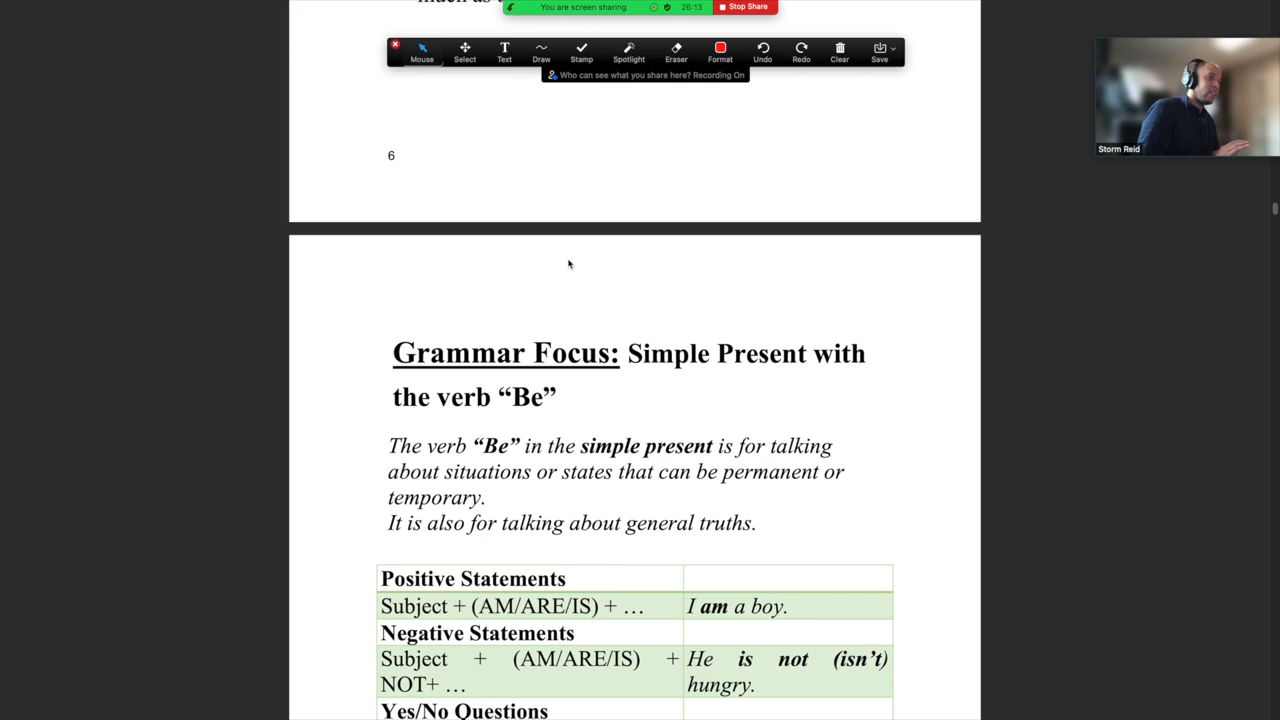 You are screen sharing 26:13 Stop Share
Mouse Select Text Draw Stamp Spotlight Eraser Format Undo Redo Clear Save
Who can see what you share here? Recording On
Storm Reid
6
Grammar Focus: Simple Present with
the verb “Be”
The verb “Be” in the simple present is for talking
about situations or states that can be permanent or
temporary.
It is also for talking about general truths.
Positive Statements
Subject + (AM/ARE/IS) + … I am a boy.
Negative Statements
Subject + (AM/ARE/IS) + He is not (isn’t)
NOT+ … hungry.
Yes/No Questions